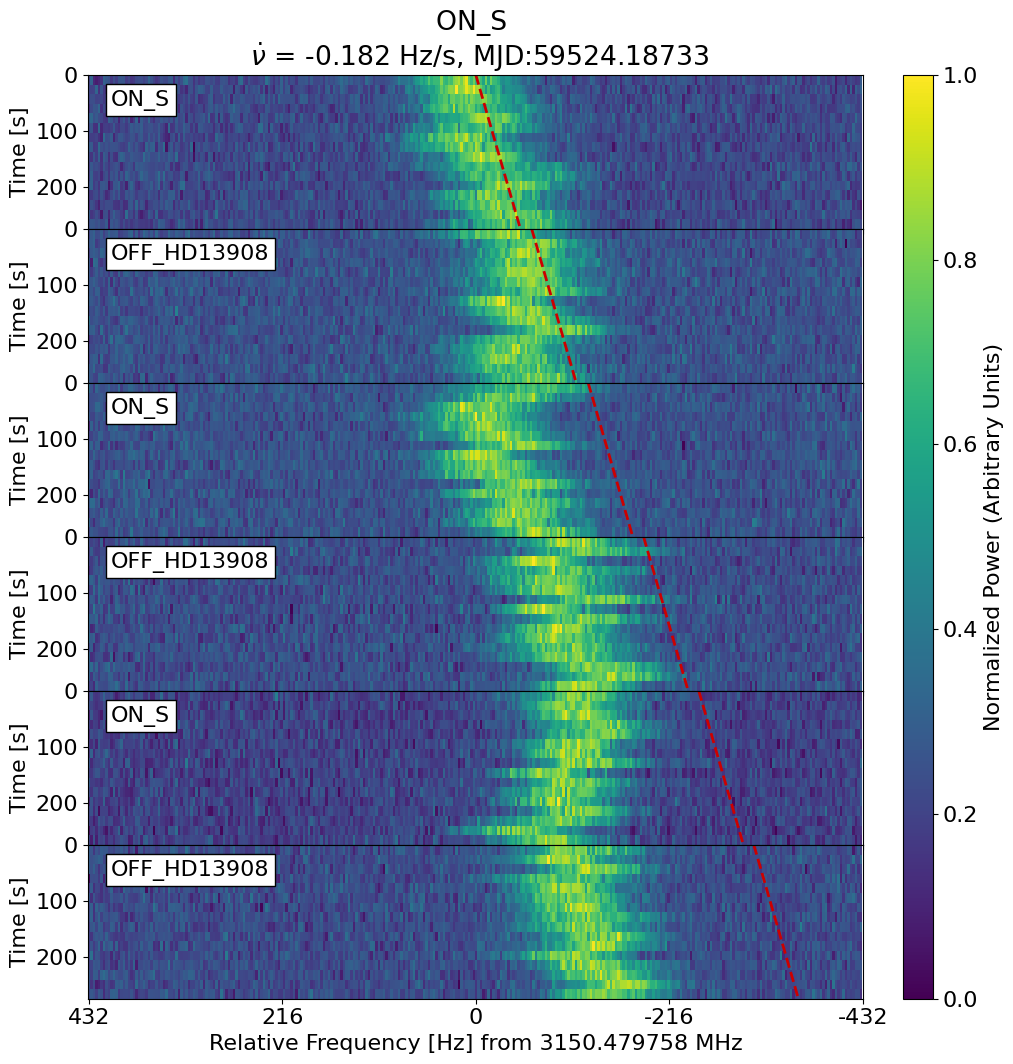 ON_S
ν̇ = -0.182 Hz/s, MJD:59524.18733
0
ON_S
100
200
Time [s]
0
OFF_HD13908
100
200
Time [s]
0
ON_S
100
200
Time [s]
0
OFF_HD13908
100
200
Time [s]
0
ON_S
100
200
Time [s]
0
OFF_HD13908
100
200
Time [s]
432 216 0 -216 -432
Relative Frequency [Hz] from 3150.479758 MHz
1.0
0.8
0.6
0.4
0.2
0.0
Normalized Power (Arbitrary Units)